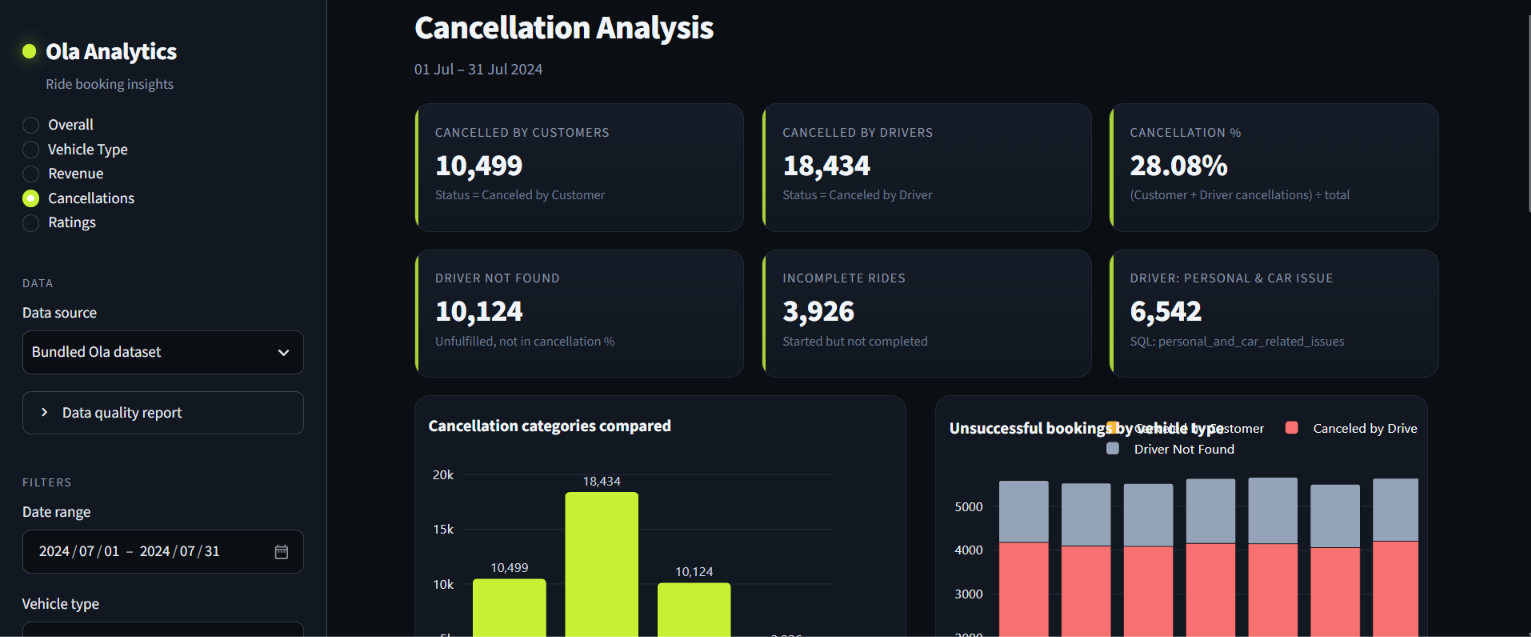 Ola Analytics
Ride booking insights
Overall
Vehicle Type
Revenue
Cancellations
Ratings
DATA
Data source
Bundled Ola dataset
Data quality report
FILTERS
Date range
2024/07/01 – 2024/07/31
Vehicle type
Cancellation Analysis
01 Jul – 31 Jul 2024
CANCELLED BY CUSTOMERS
10,499
Status = Canceled by Customer
CANCELLED BY DRIVERS
18,434
Status = Canceled by Driver
CANCELLATION %
28.08%
(Customer + Driver cancellations) ÷ total
DRIVER NOT FOUND
10,124
Unfulfilled, not in cancellation %
INCOMPLETE RIDES
3,926
Started but not completed
DRIVER: PERSONAL & CAR ISSUE
6,542
SQL: personal_and_car_related_issues
Cancellation categories compared
20k
18,434
15k
10,499
10,124
10k
Unsuccessful bookings by vehicle type
Customer
Canceled by Drive
Driver Not Found
5000
4000
3000